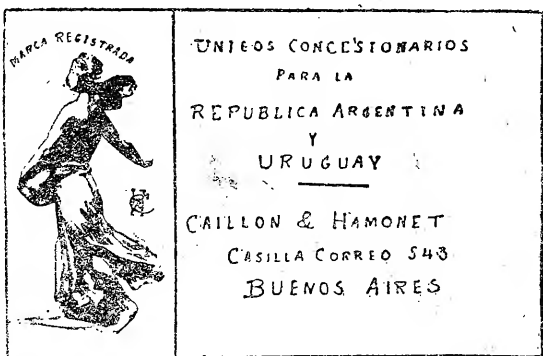 MARCA REGISTRADA
UNICOS CONCESIONARIOS
PARA LA
REPUBLICA ARGENTINA
Y
URUGUAY
CAILLON & HAMONET
CASILLA CORREO 543
BUENOS AIRES